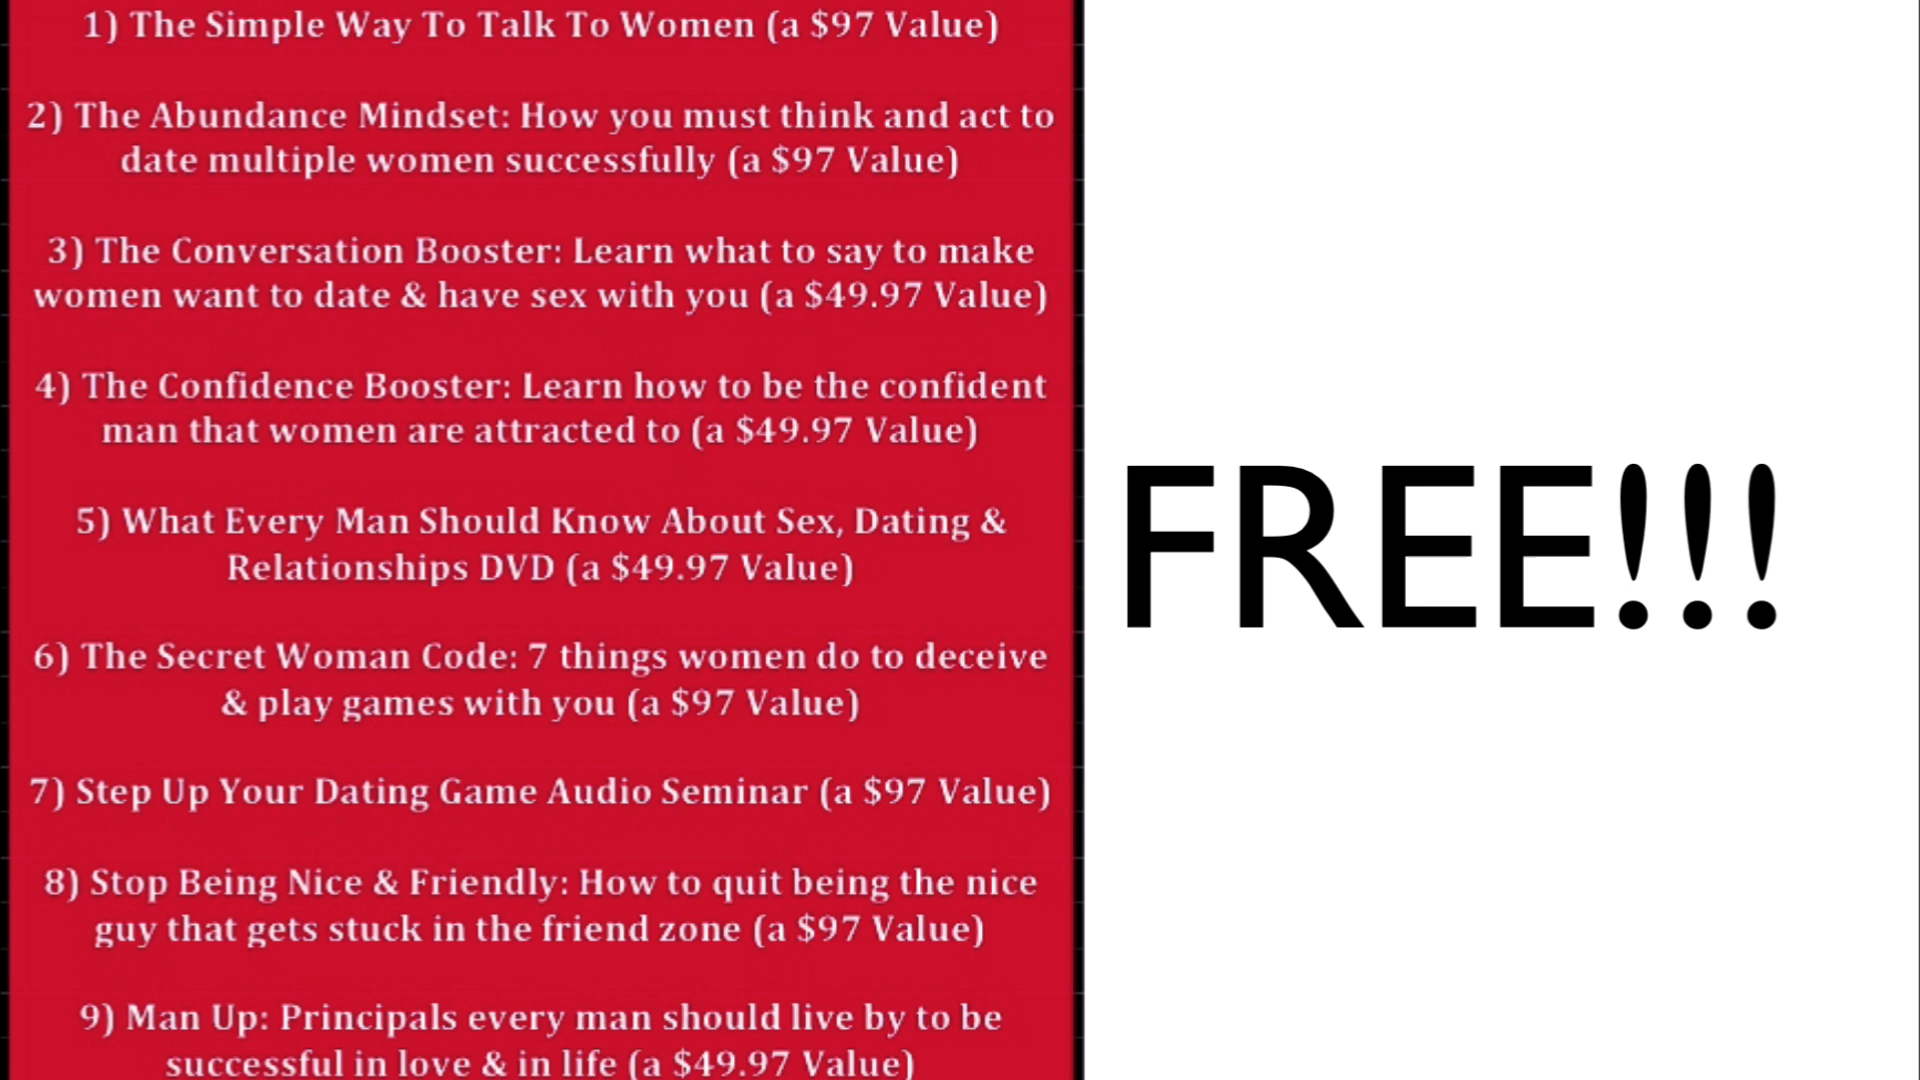 1) The Simple Way To Talk To Women (a $97 Value)
2) The Abundance Mindset: How you must think and act to
date multiple women successfully (a $97 Value)
3) The Conversation Booster: Learn what to say to make
women want to date & have sex with you (a $49.97 Value)
4) The Confidence Booster: Learn how to be the confident
man that women are attracted to (a $49.97 Value)
5) What Every Man Should Know About Sex, Dating &
Relationships DVD (a $49.97 Value)
6) The Secret Woman Code: 7 things women do to deceive
& play games with you (a $97 Value)
7) Step Up Your Dating Game Audio Seminar (a $97 Value)
8) Stop Being Nice & Friendly: How to quit being the nice
guy that gets stuck in the friend zone (a $97 Value)
9) Man Up: Principals every man should live by to be
successful in love & in life (a $49.97 Value)
FREE!!!